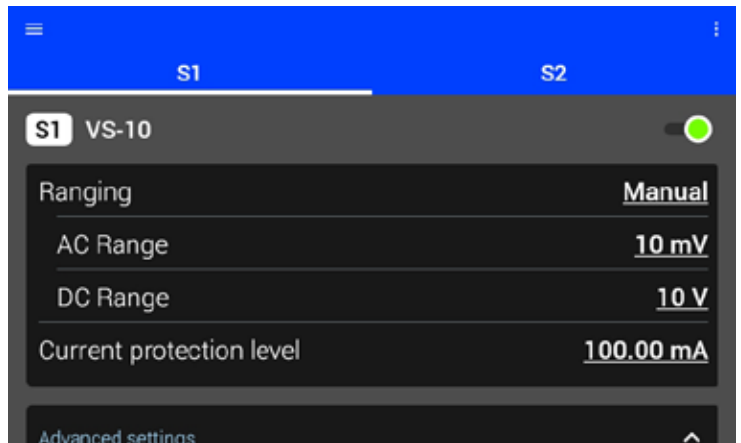 S1 S2
S1 VS-10
Ranging Manual
AC Range 10 mV
DC Range 10 V
Current protection level 100.00 mA
Advanced settings